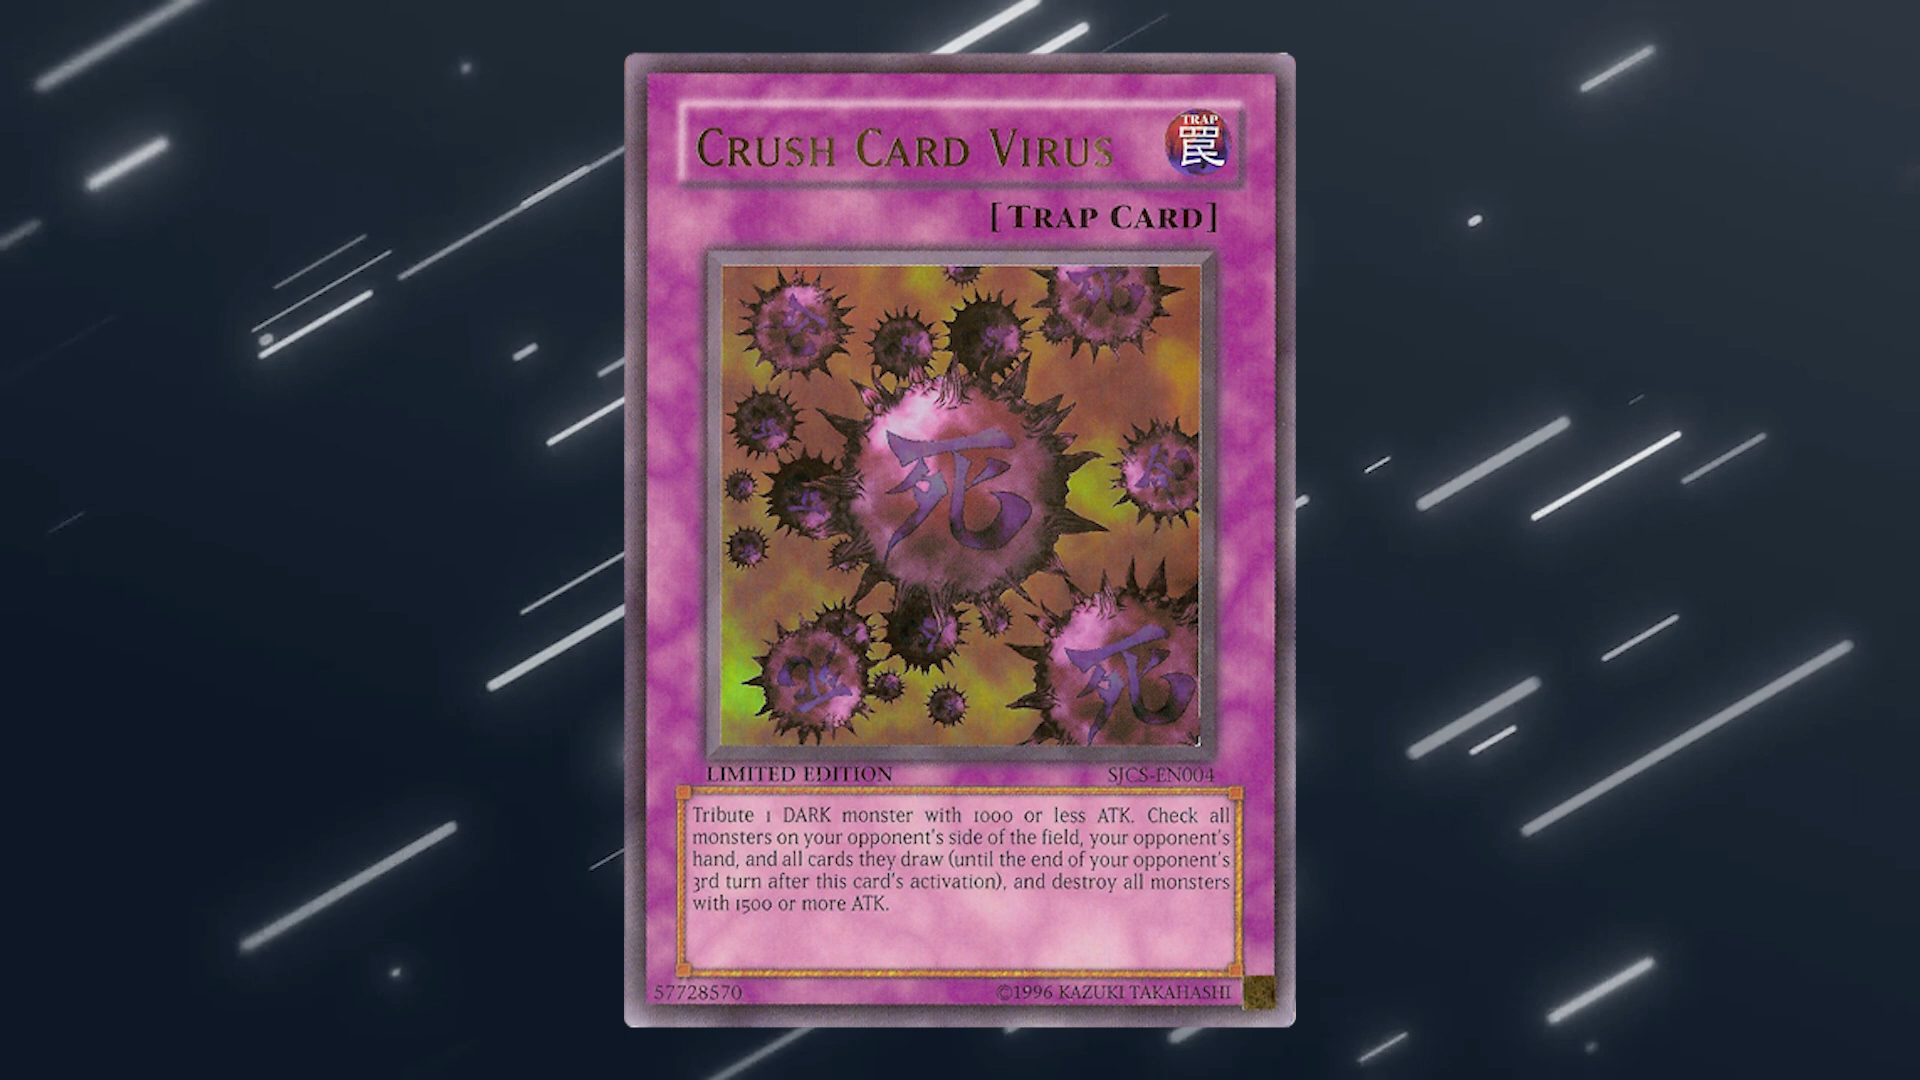 Crush Card Virus
TRAP
罠
[Trap Card]
死
死
死
LIMITED EDITION
SJCS-EN004
Tribute 1 DARK monster with 1000 or less ATK. Check all
monsters on your opponent's side of the field, your opponent's
hand, and all cards they draw (until the end of your opponent's
3rd turn after this card's activation), and destroy all monsters
with 1500 or more ATK.
57728570
©1996 KAZUKI TAKAHASHI